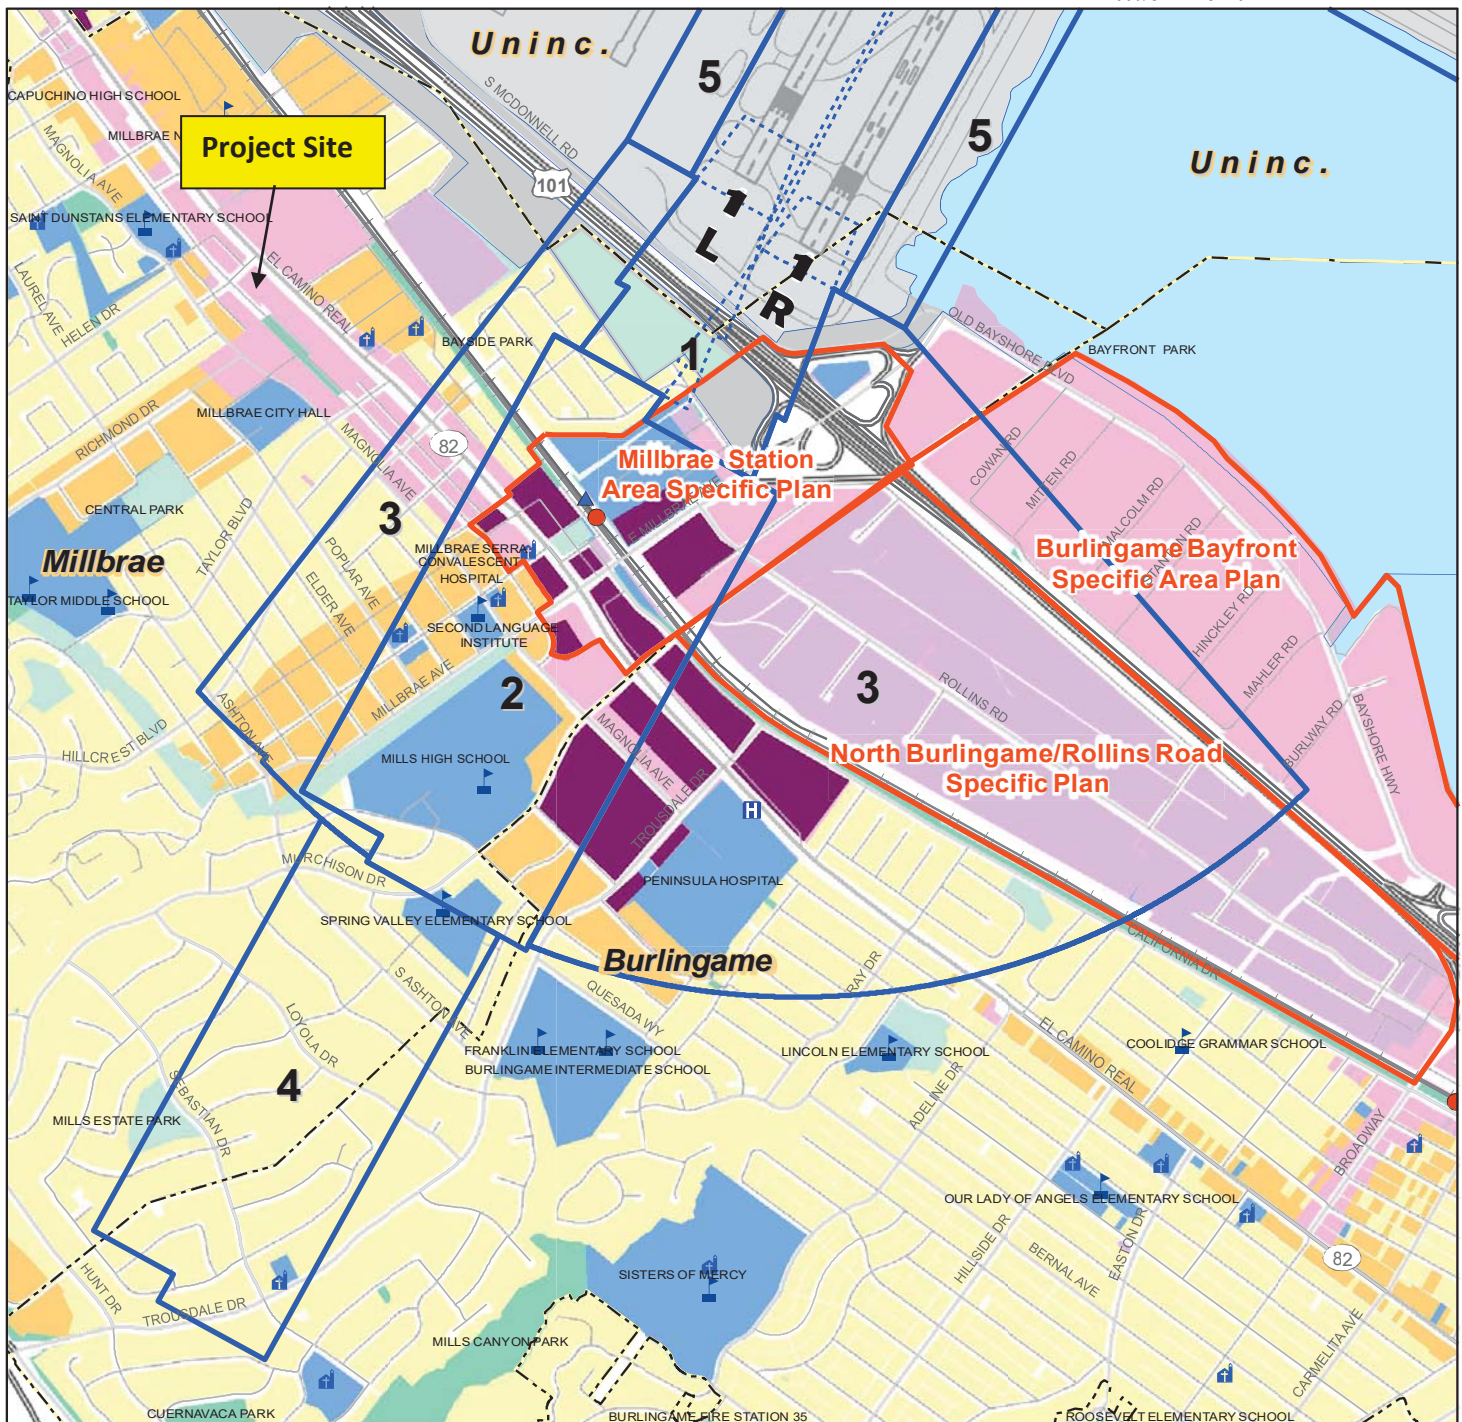 Uninc.
5
CAPUCHINO HIGH SCHOOL
S MCDONNELL RD
MILLBRAE N
Project Site
5
Uninc.
MAGNOLIA AVE
101
1
SAINT DUNSTANS ELEMENTARY SCHOOL
L
1
R
EL CAMINO REAL
LAUREL AVE
HELEN DR
BAYSIDE PARK
1
OLD BAYSHORE BLVD
BAYFRONT PARK
MILLBRAE CITY HALL
RICHMOND DR
MAGNOLIA AVE
82
COWAN RD
MITTEN RD
Millbrae Station
Area Specific Plan
MALCOLM RD
CENTRAL PARK
3
TAYLOR BLVD
E MILLBRAE AVE
STANTON RD
Millbrae
POPLAR AVE
MILLBRAE SERRA
CONVALESCENT
HOSPITAL
Burlingame Bayfront
Specific Area Plan
TAYLOR MIDDLE SCHOOL
ELDER AVE
SECOND LANGUAGE
INSTITUTE
HINCKLEY RD
MAHLER RD
MILLBRAE AVE
2
3
ROLLINS RD
BURLWAY RD
BAYSHORE HWY
ASHTON AVE
HILLCREST BLVD
MAGNOLIA AVE
MILLS HIGH SCHOOL
North Burlingame/Rollins Road
Specific Plan
TROUSDALE DR
H
MURCHISON DR
PENINSULA HOSPITAL
SPRING VALLEY ELEMENTARY SCHOOL
CALIFORNIA DR
Burlingame
RAY DR
S ASHTON AVE
QUESADA WY
LOYOLA DR
FRANKLIN ELEMENTARY SCHOOL
BURLINGAME INTERMEDIATE SCHOOL
LINCOLN ELEMENTARY SCHOOL
EL CAMINO REAL
COOLIDGE GRAMMAR SCHOOL
4
SEBASTIAN DR
MILLS ESTATE PARK
ADELINE DR
BROADWAY
OUR LADY OF ANGELS ELEMENTARY SCHOOL
HILLSIDE DR
EASTON DR
BERNAL AVE
82
HUNT DR
SISTERS OF MERCY
TROUSDALE DR
MILLS CANYON PARK
CARMELITA AVE
CUERNAVACA PARK
BURLINGAME FIRE STATION 35
ROOSEVELT ELEMENTARY SCHOOL